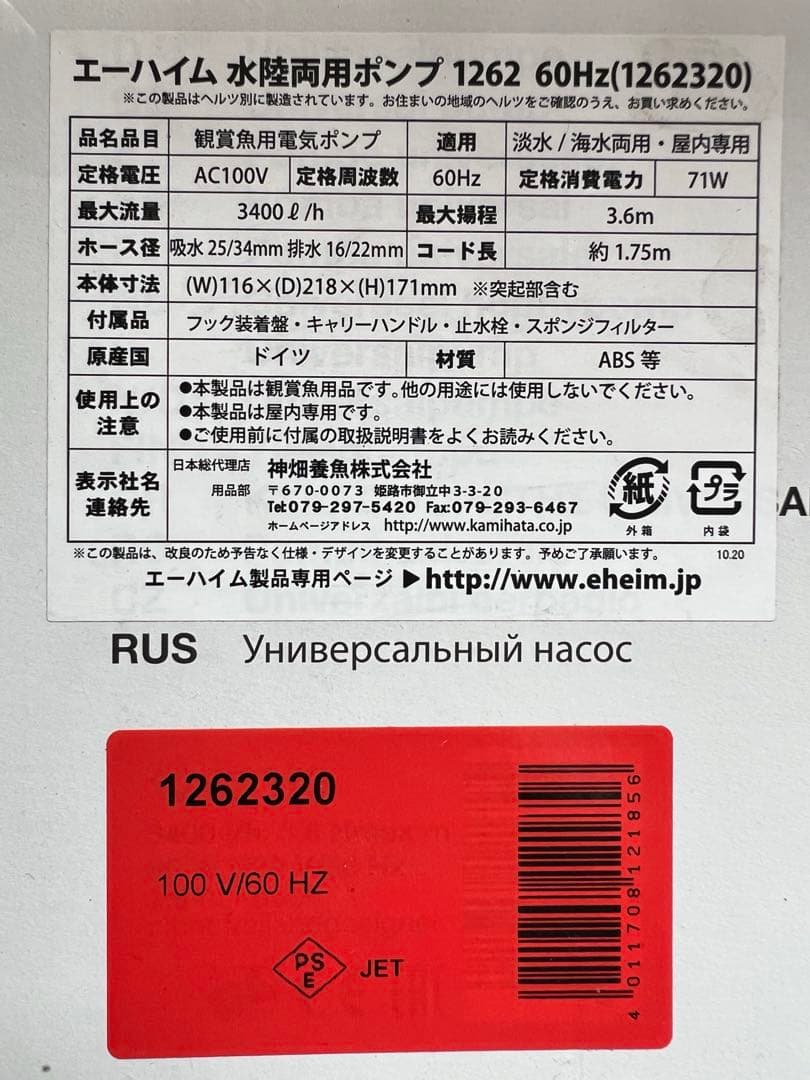 エーハイム 水陸両用ポンプ 1262 60Hz(1262320)
※この製品はヘルツ別に製造されています。お住まいの地域のヘルツをご確認のうえ、お買い求めください。
品名品目 観賞魚用電気ポンプ 適用 淡水/海水両用・屋内専用
定格電圧 AC100V 定格周波数 60Hz 定格消費電力 71W
最大流量 3400ℓ/h 最大揚程 3.6m
ホース径 吸水 25/34mm 排水 16/22mm コード長 約 1.75m
本体寸法 (W)116×(D)218×(H)171mm ※突起部含む
付属品 フック装着盤・キャリーハンドル・止水栓・スポンジフィルター
原産国 ドイツ 材質 ABS 等
使用上の注意
●本製品は観賞魚用品です。他の用途には使用しないでください。
●本製品は屋内専用です。
●ご使用前に付属の取扱説明書をよくお読みください。
表示社名
連絡先
日本総代理店 神畑養魚株式会社
用品部 〒670-0073 姫路市御立中3-3-20
Tel:079-297-5420 Fax:079-293-6467
ホームページアドレス http://www.kamihata.co.jp
紙 プラ
外箱 内袋
※この製品は、改良のため予告なく仕様・デザインを変更することがあります。予めご了承願います。 10.20
エーハイム製品専用ページ ▶http://www.eheim.jp
RUS Универсальный насос
1262320
100 V/60 HZ
PSE JET
4 011708 121856